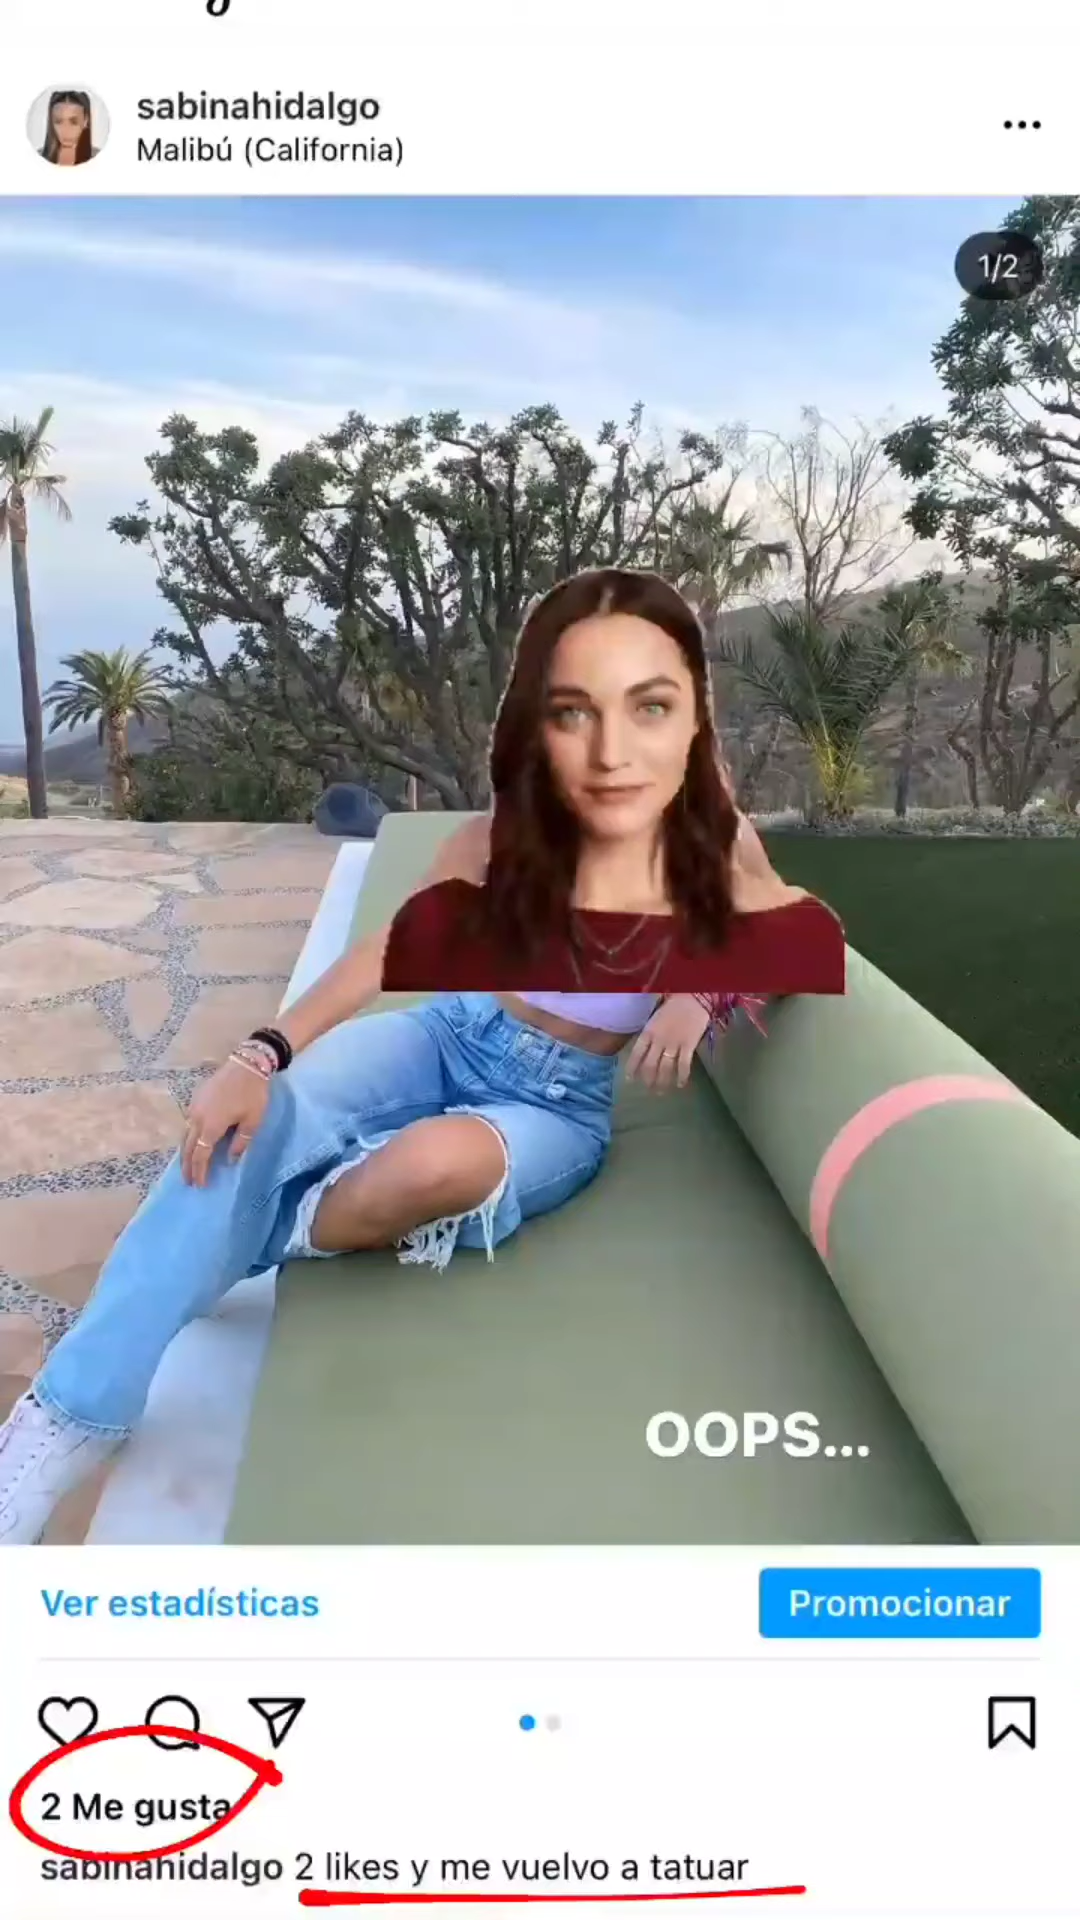 sabinahidalgo
Malibú (California)
1/2
OOPS...
Ver estadísticas
Promocionar
2 Me gusta
sabinahidalgo 2 likes y me vuelvo a tatuar